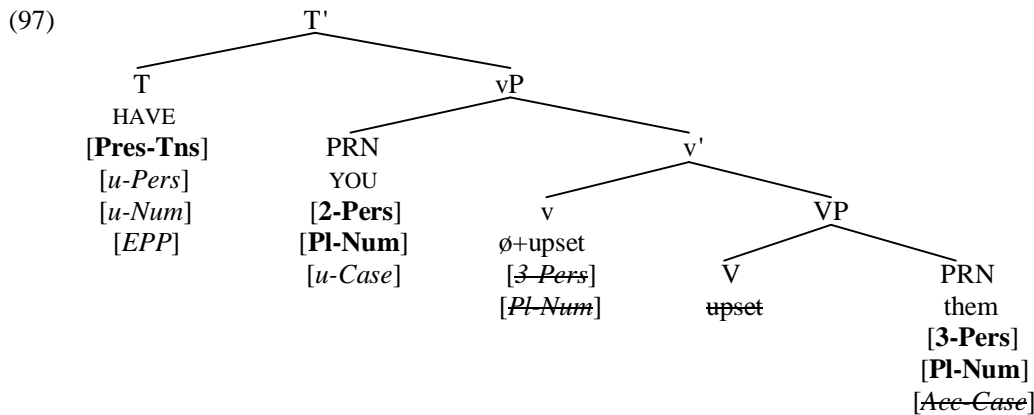 (97) T'
T vP
HAVE
[Pres-Tns] PRN v'
[u-Pers] YOU
[u-Num] [2-Pers] v VP
[EPP] [Pl-Num] ø+upset
[u-Case] [3-Pers] V PRN
[Pl-Num] upset them
[3-Pers]
[Pl-Num]
[Acc-Case]